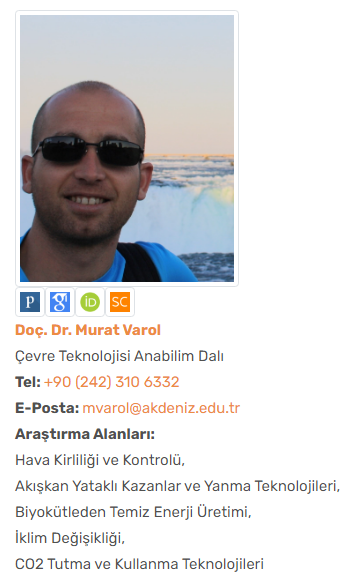 P
g
iD
SC
Doç. Dr. Murat Varol
Çevre Teknolojisi Anabilim Dalı
Tel: +90 (242) 310 6332
E-Posta: mvarol@akdeniz.edu.tr
Araştırma Alanları:
Hava Kirliliği ve Kontrolü,
Akışkan Yataklı Kazanlar ve Yanma Teknolojileri,
Biyokütleden Temiz Enerji Üretimi,
İklim Değişikliği,
CO2 Tutma ve Kullanma Teknolojileri